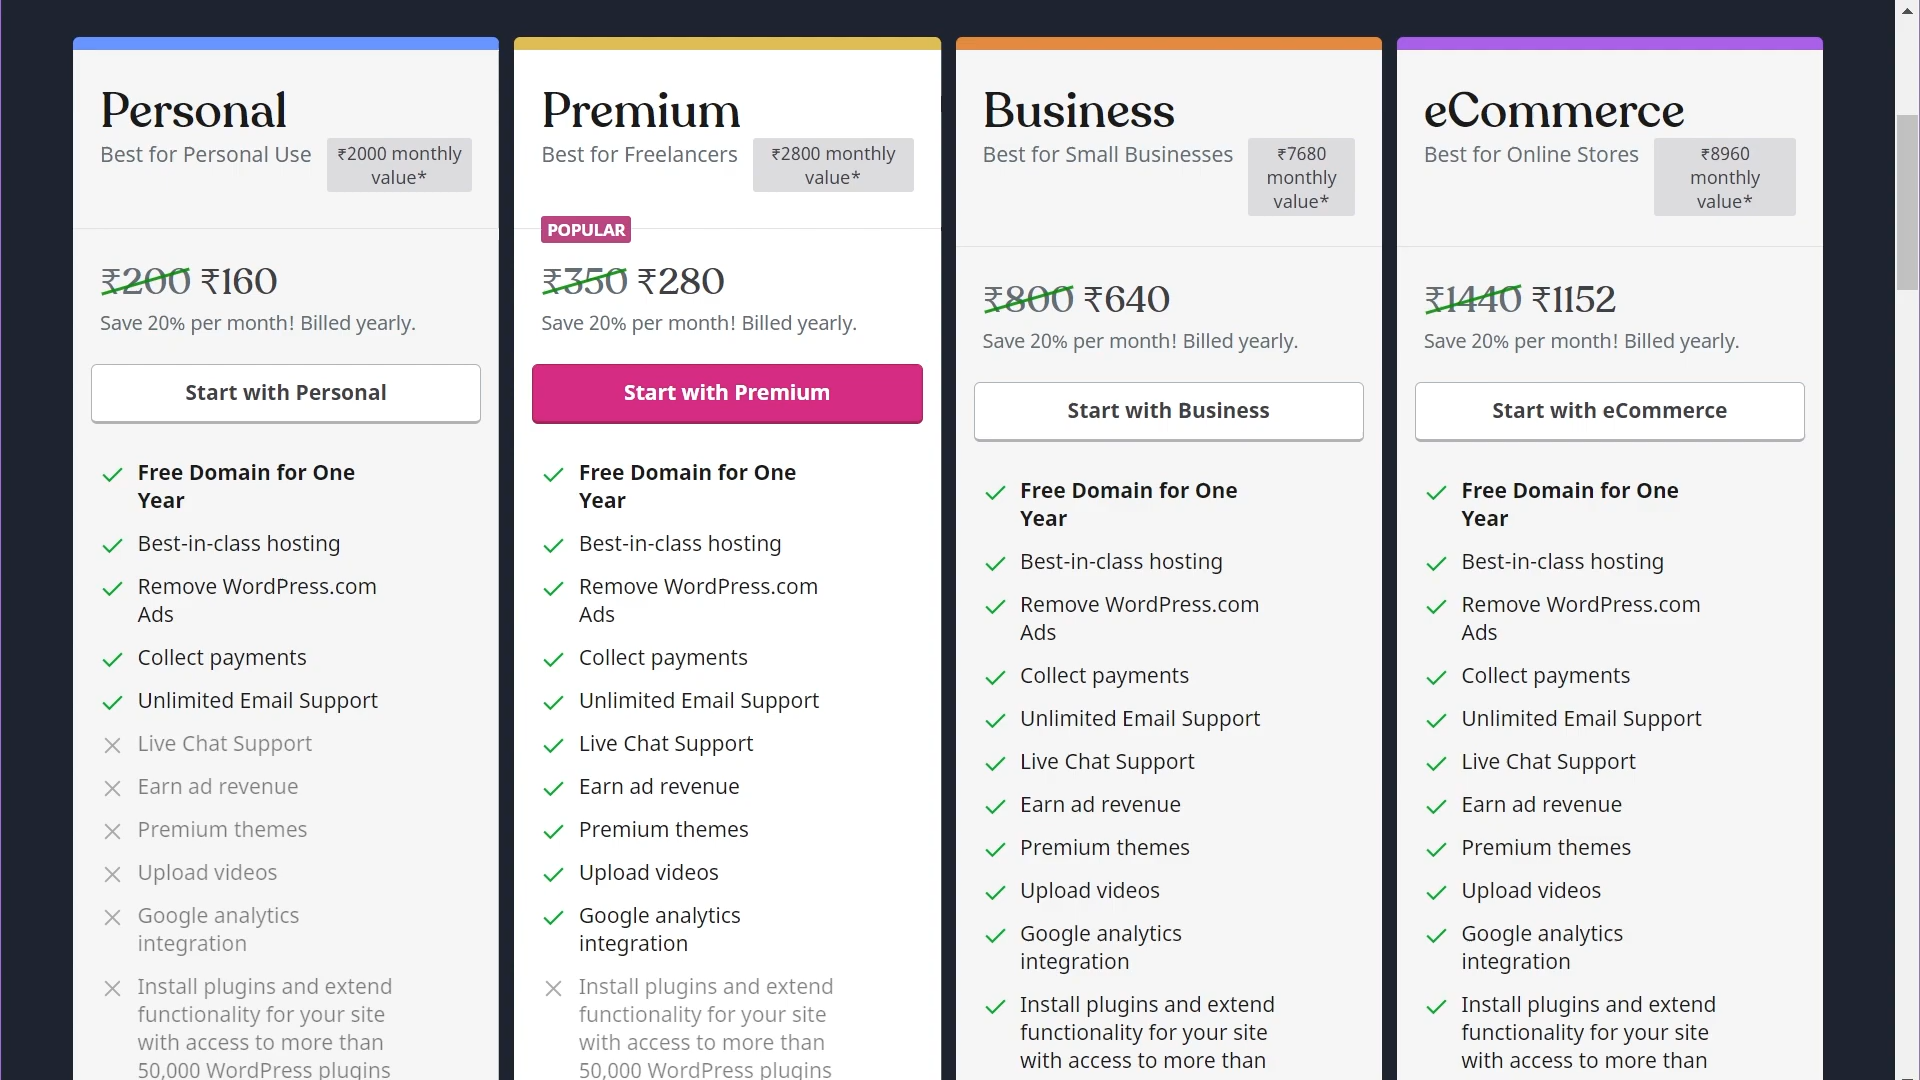 Personal
Best for Personal Use
₹2000 monthly
value*
₹200 ₹160
Save 20% per month! Billed yearly.
Start with Personal
Free Domain for One
Year
Best-in-class hosting
Remove WordPress.com
Ads
Collect payments
Unlimited Email Support
Live Chat Support
Earn ad revenue
Premium themes
Upload videos
Google analytics
integration
Install plugins and extend
functionality for your site
with access to more than
50,000 WordPress plugins
Premium
Best for Freelancers
₹2800 monthly
value*
POPULAR
₹350 ₹280
Save 20% per month! Billed yearly.
Start with Premium
Free Domain for One
Year
Best-in-class hosting
Remove WordPress.com
Ads
Collect payments
Unlimited Email Support
Live Chat Support
Earn ad revenue
Premium themes
Upload videos
Google analytics
integration
Install plugins and extend
functionality for your site
with access to more than
50,000 WordPress plugins
Business
Best for Small Businesses
₹7680
monthly
value*
₹800 ₹640
Save 20% per month! Billed yearly.
Start with Business
Free Domain for One
Year
Best-in-class hosting
Remove WordPress.com
Ads
Collect payments
Unlimited Email Support
Live Chat Support
Earn ad revenue
Premium themes
Upload videos
Google analytics
integration
Install plugins and extend
functionality for your site
with access to more than
eCommerce
Best for Online Stores
₹8960
monthly
value*
₹1440 ₹1152
Save 20% per month! Billed yearly.
Start with eCommerce
Free Domain for One
Year
Best-in-class hosting
Remove WordPress.com
Ads
Collect payments
Unlimited Email Support
Live Chat Support
Earn ad revenue
Premium themes
Upload videos
Google analytics
integration
Install plugins and extend
functionality for your site
with access to more than